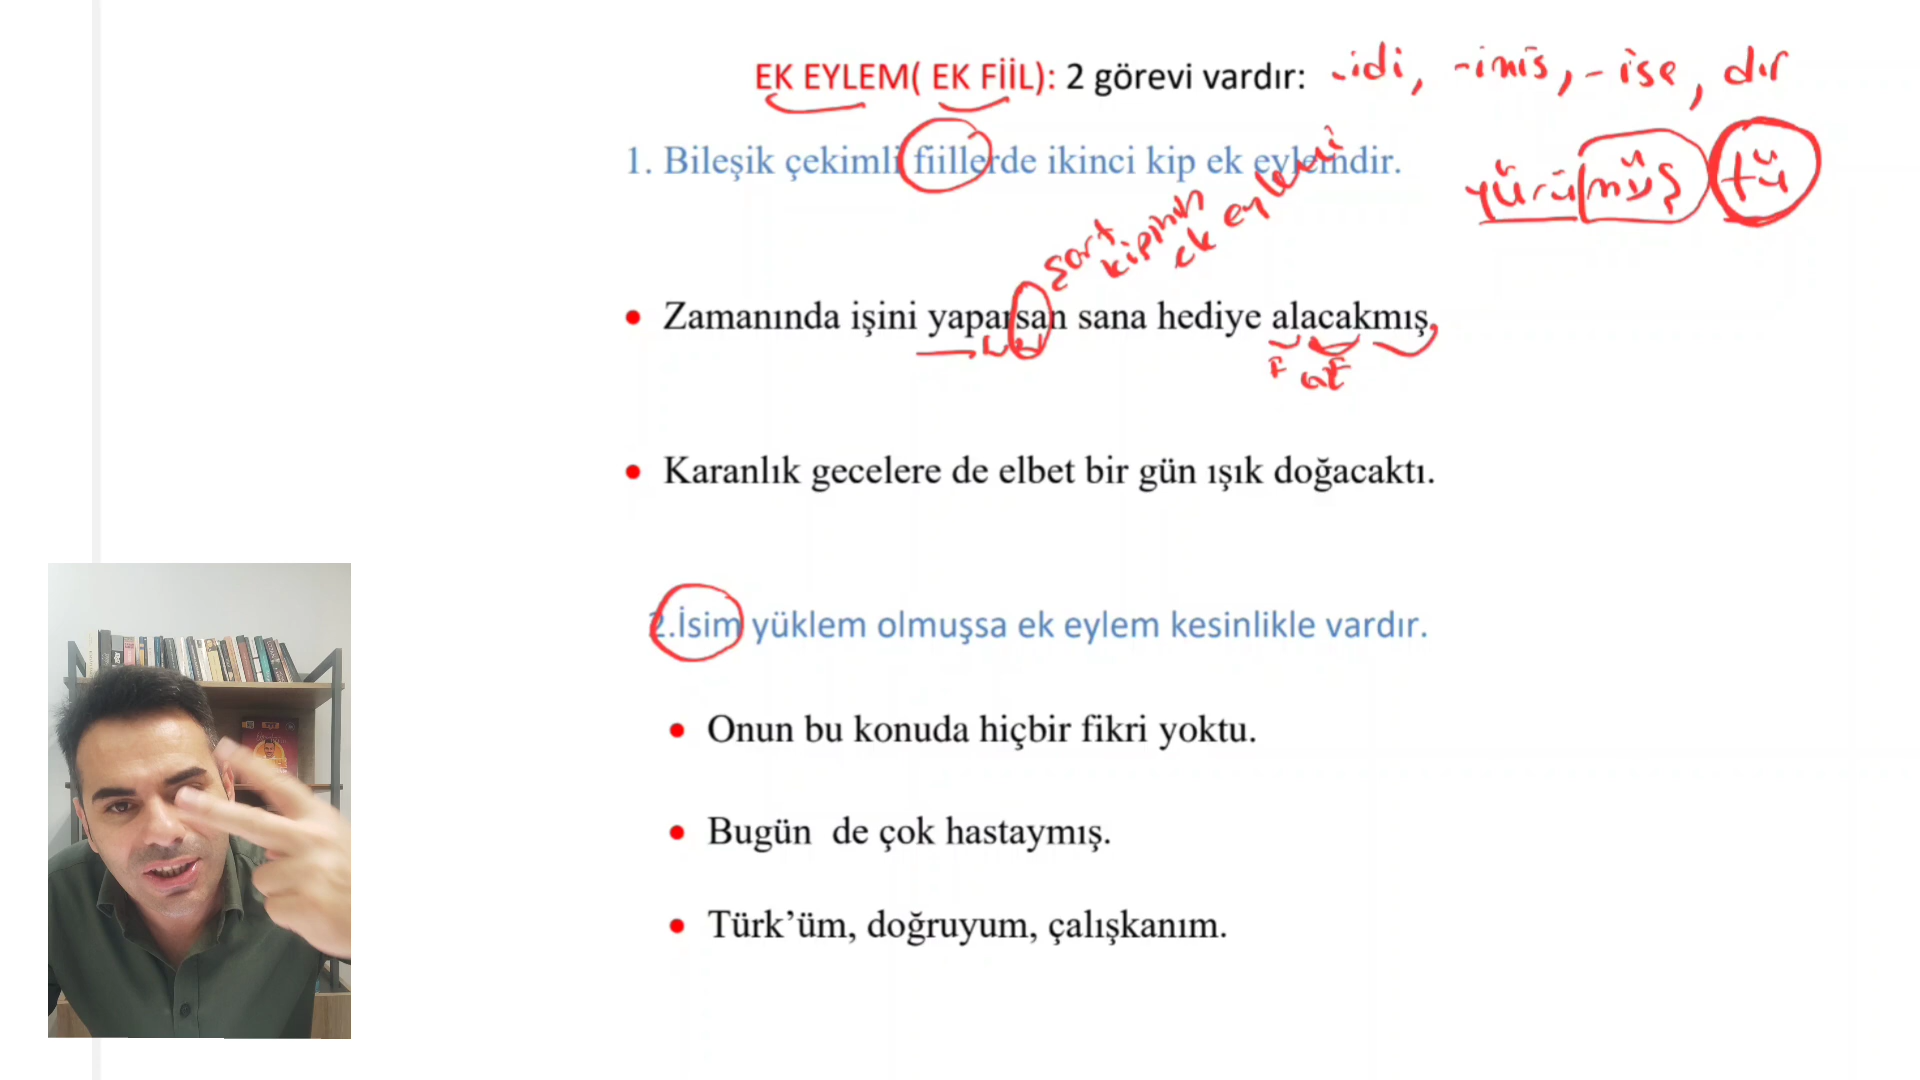 EK EYLEM( EK FİİL): 2 görevi vardır: -idi, -imiş, -ise, dır
1. Bileşik çekimli fiillerde ikinci kip ek eylemdir.
yürümüş tü
şart kipinin ek eylemi
Zamanında işini yaparsan sana hediye alacakmış.
F
Karanlık gecelere de elbet bir gün ışık doğacaktı.
2.İsim yüklem olmuşsa ek eylem kesinlikle vardır.
Onun bu konuda hiçbir fikri yoktu.
Bugün  de çok hastaymış.
Türk’üm, doğruyum, çalışkanım.